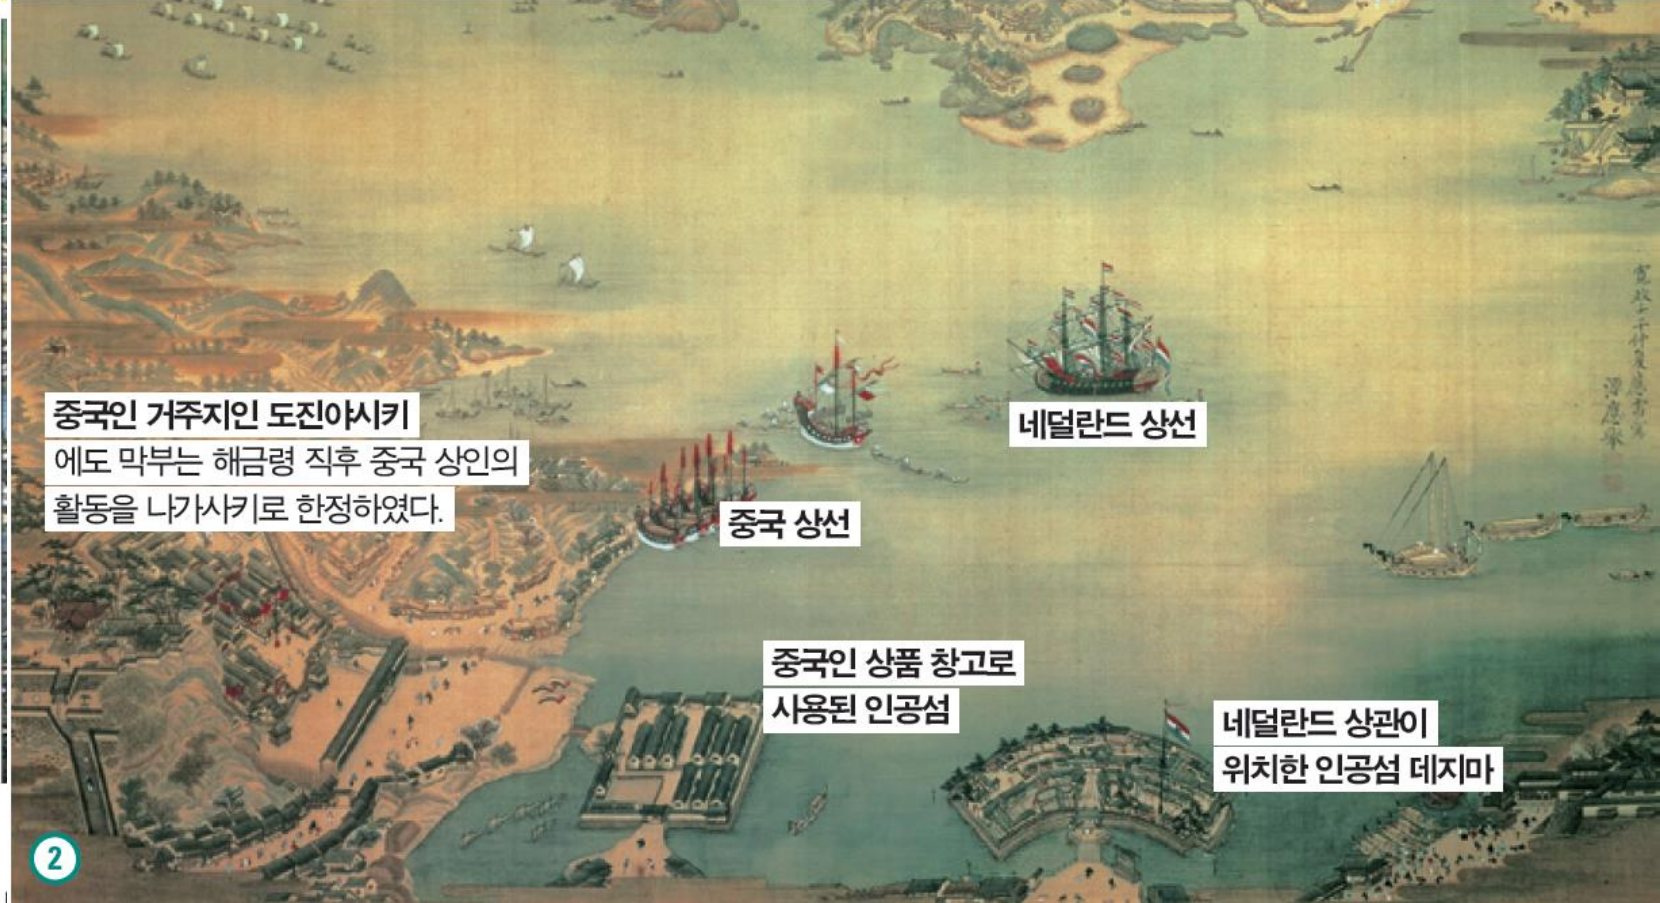 중국인 거주지인 도진야시키
에도 막부는 해금령 직후 중국 상인의
활동을 나가사키로 한정하였다.
네덜란드 상선
중국 상선
중국인 상품 창고로
사용된 인공섬
네덜란드 상관이
위치한 인공섬 데지마
2